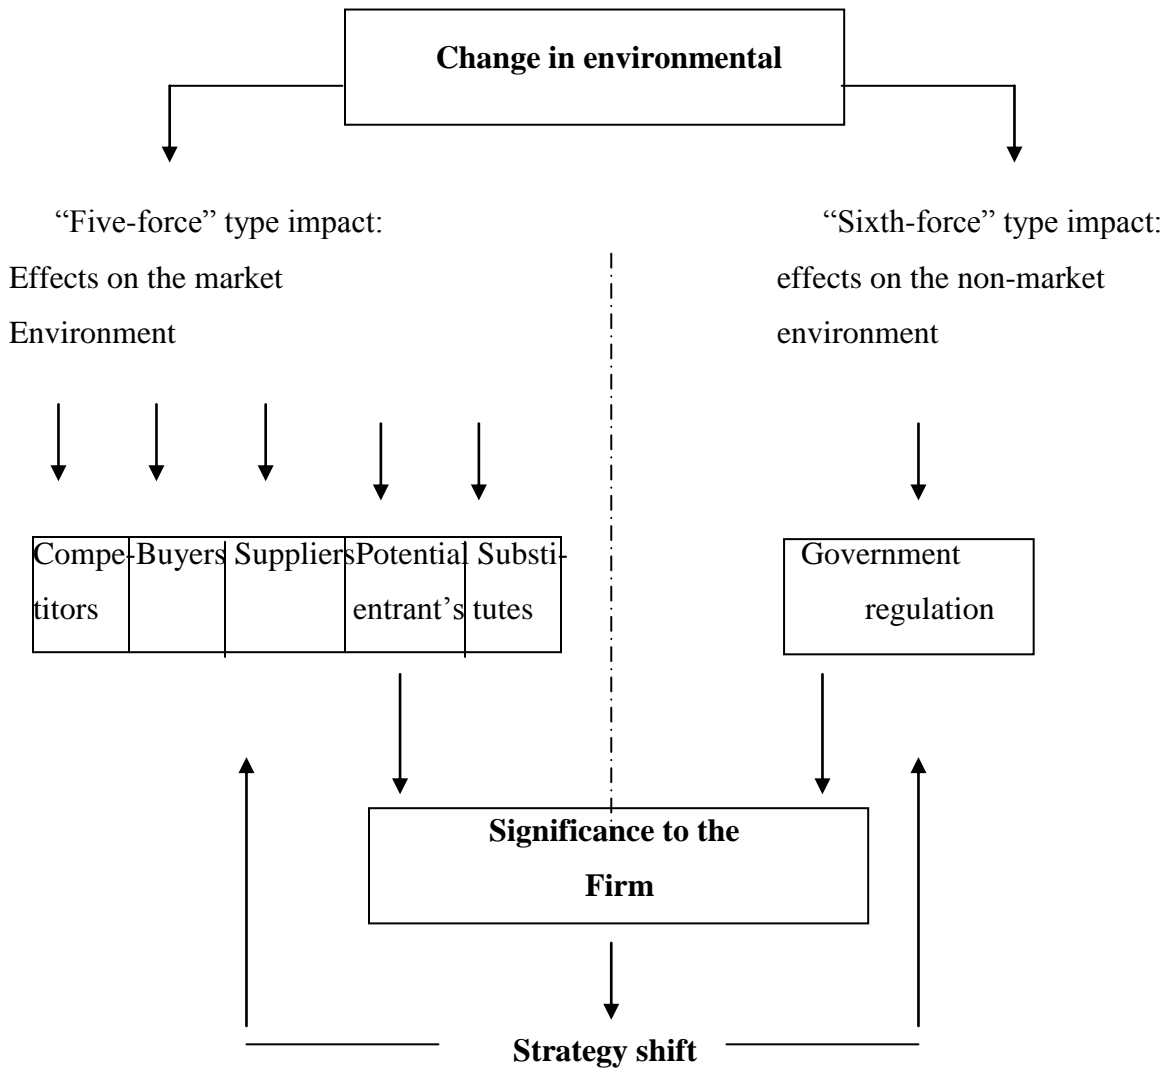 Change in environmental
“Five-force” type impact:
Effects on the market
Environment
“Sixth-force” type impact:
effects on the non-market
environment
Compe-
titors
Buyers
Suppliers
Potential
entrant’s
Substi-
tutes
Government
regulation
Significance to the
Firm
Strategy shift